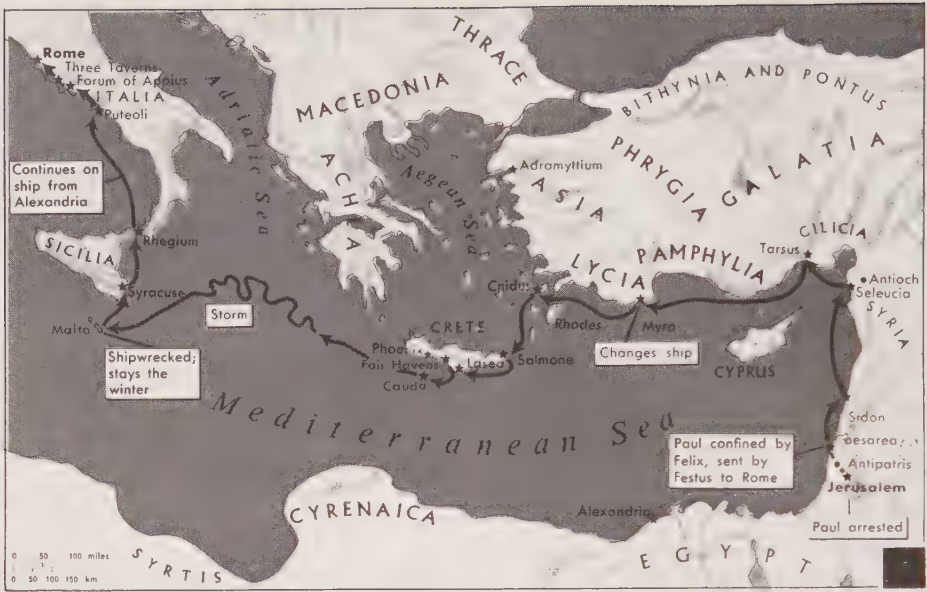 THRACE
Rome
Three Taverns
Forum of Appius
ITALIA
Puteoli
Adriatic Sea
MACEDONIA
BITHYNIA AND PONTUS
PHRYGIA
GALATIA
Aegean Sea
Adramyttium
ASIA
ACHAIA
Continues on
ship from
Alexandria
Rhegium
SICILIA
Syracuse
Malta
Storm
Shipwrecked;
stays the
winter
CILICIA
Tarsus
PAMPHYLIA
LYCIA
Antioch
Seleucia
SYRIA
Cnidus
Rhodes
Myra
Changes ship
CYPRUS
CRETE
Phoenix
Fair Havens
Lasea
Salmone
Cauda
Mediterranean Sea
Sidon
Paul confined by
Felix, sent by
Festus to Rome
Antipatris
Jerusalem
Paul arrested
Alexandria
EGYPT
CYRENAICA
SYRTIS
0 50 100 miles
0 50 100 150 km